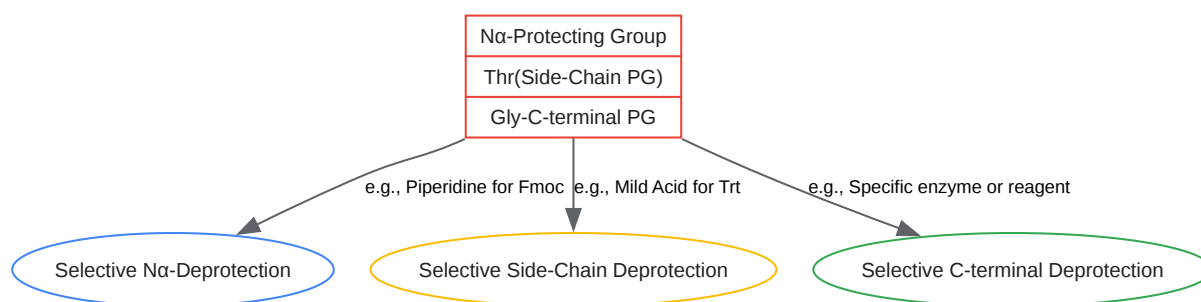 Nα-Protecting Group
Thr(Side-Chain PG)
Gly-C-terminal PG
e.g., Piperidine for Fmoc
e.g., Mild Acid for Trt
e.g., Specific enzyme or reagent
Selective Nα-Deprotection
Selective Side-Chain Deprotection
Selective C-terminal Deprotection